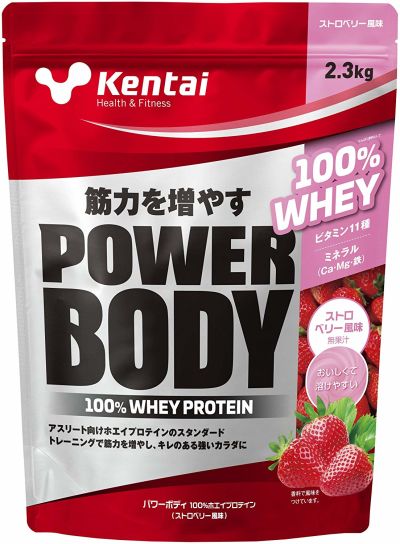 ストロベリー風味
Kentai
Health & Fitness
2.3kg
100%
WHEY
ビタミン11種
ミネラル
(Ca・Mg・鉄)
筋力を増やす
POWER
BODY
100% WHEY PROTEIN
アスリート向けホエイプロテインのスタンダード
トレーニングで筋力を増やし、キレのある強いカラダに
ストロ
ベリー風味
無果汁
おいしくて
溶けやすい
香料で風味を
つけています。
パワーボディ 100%ホエイプロテイン
(ストロベリー風味)